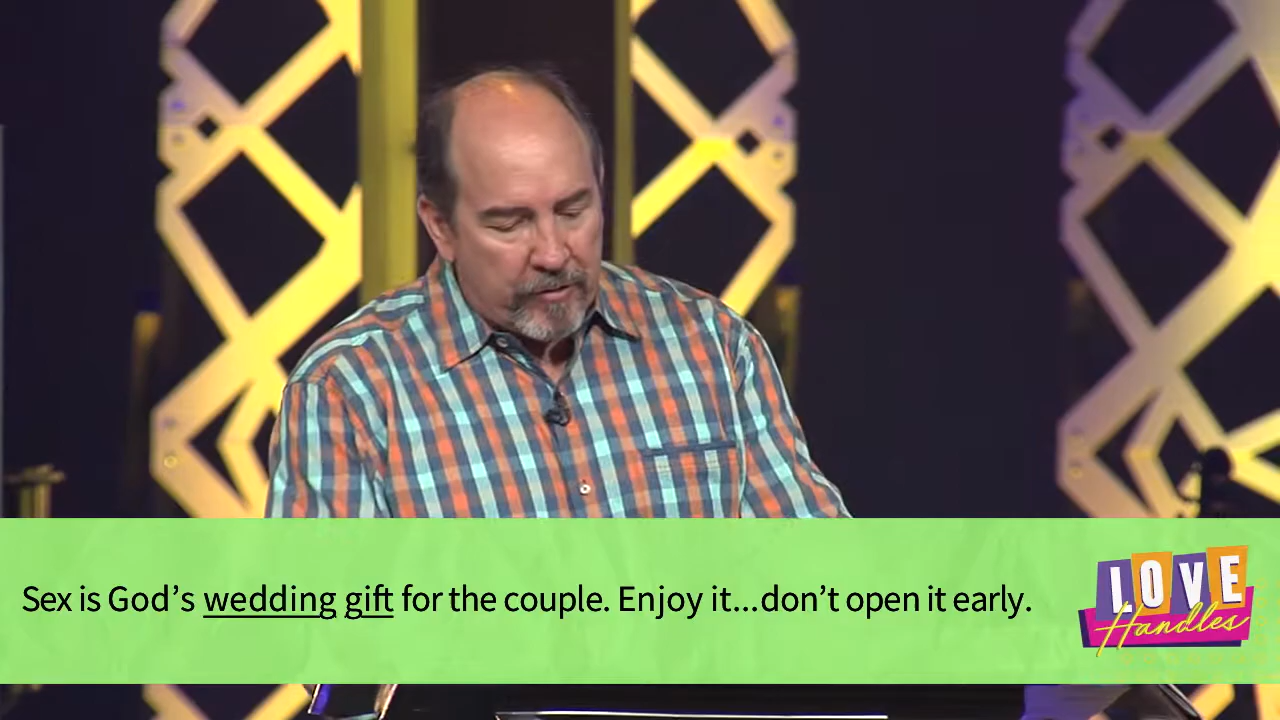 Sex is God’s wedding gift for the couple. Enjoy it...don’t open it early.
LOVE
Handles